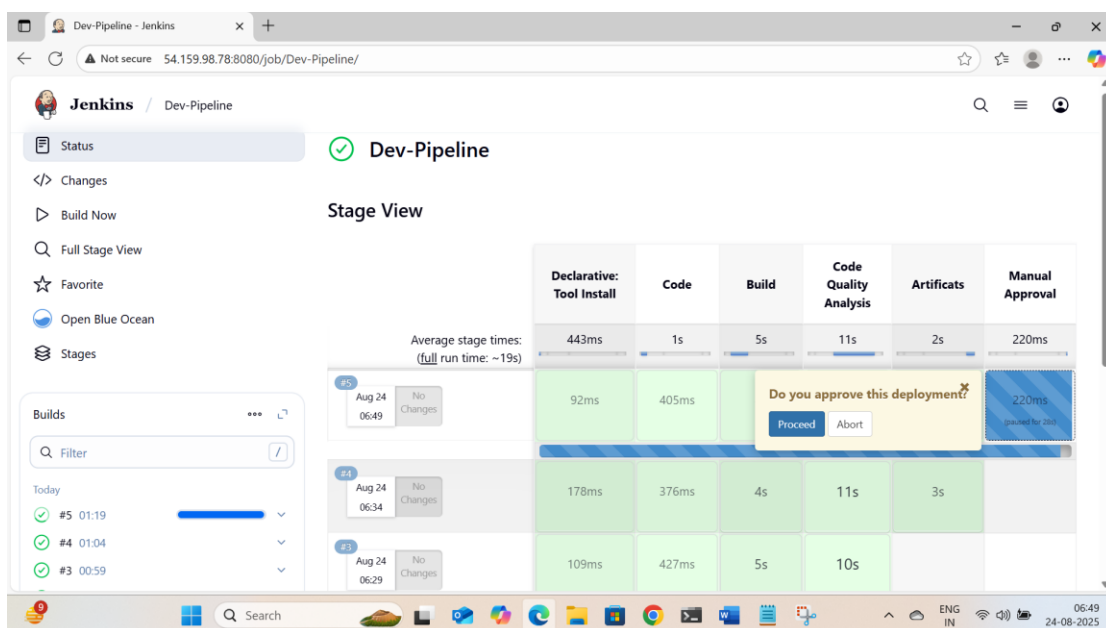 Dev-Pipeline - Jenkins
Not secure 54.159.98.78:8080/job/Dev-Pipeline/
Jenkins / Dev-Pipeline
Status
Changes
Build Now
Full Stage View
Favorite
Open Blue Ocean
Stages
Builds
Filter /
Today
#5 01:19
#4 01:04
#3 00:59
Dev-Pipeline
Stage View
Declarative: Tool Install
Code
Build
Code Quality Analysis
Artificats
Manual Approval
Average stage times: 443ms 1s 5s 11s 2s 220ms
(full run time: ~19s)
#5
Aug 24 06:49
No Changes
92ms 405ms
Do you approve this deployment?
Proceed Abort
220ms
#4
Aug 24 06:34
No Changes
178ms 376ms 4s 11s 3s
#3
Aug 24 06:29
No Changes
109ms 427ms 5s 10s
9
Search
ENG
IN
06:49
24-08-2025